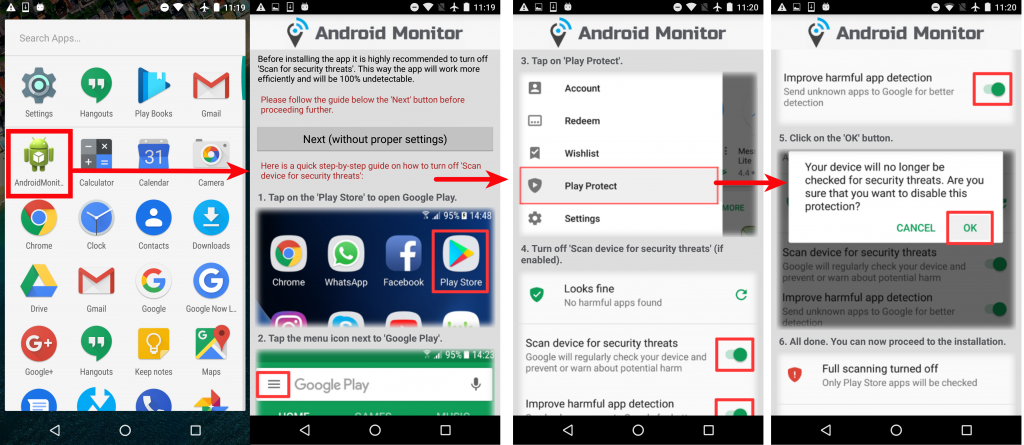 11:19
Search Apps…
Settings
Hangouts
Play Books
Gmail
AndroidMonit..
Calculator
31
Calendar
Camera
Chrome
Clock
Contacts
Downloads
Drive
Gmail
Google
Google Now L…
Google+
Hangouts
Keep notes
Maps
11:19
Android Monitor
Before installing the app it is highly recommended to turn off
'Scan for security threats'. This way the app will work more
efficiently and will be 100% undetectable.
Please follow the guide below the 'Next' button before
proceeding further.
Next (without proper settings)
Here is a quick step-by-step guide on how to turn off 'Scan
device for security threats':
1. Tap on the 'Play Store' to open Google Play.
95% 14:48
Chrome
WhatsApp
Facebook
Play Store
2. Tap the menu icon next to 'Google Play'.
95% 14:23
Google Play
HOME GAMES MUSIC
11:20
Android Monitor
3. Tap on 'Play Protect'.
Account
Redeem
Wishlist
Mes
Lite
4.4
Play Protect
MORE
Settings
4. Turn off 'Scan device for security threats' (if
enabled).
Looks fine
No harmful apps found
Scan device for security threats
Google will regularly check your device and
prevent or warn about potential harm
Improve harmful app detection
11:20
Android Monitor
Improve harmful app detection
Send unknown apps to Google for better
detection
5. Click on the "OK" button.
Your device will no longer be
checked for security threats. Are you
sure that you want to disable this
protection?
CANCEL OK
Scan device for security threats
Google will regularly check your device and
prevent or warn about potential harm
Improve harmful app detection
6. All done. You can now proceed to the installation.
Full scanning turned off
Only Play Store apps will be checked